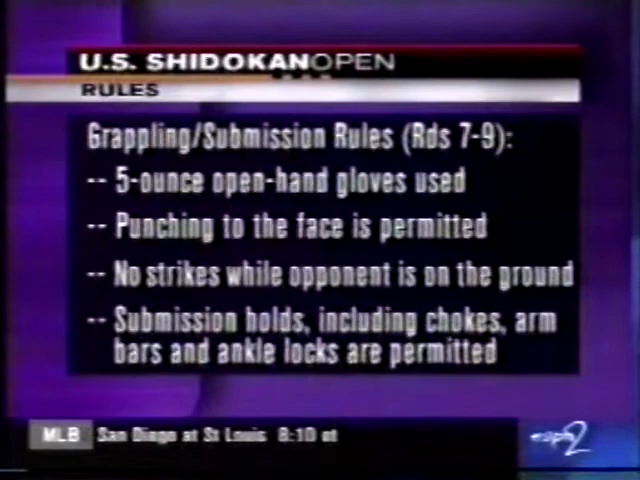 U.S. SHIDOKAN OPEN
RULES
Grappling/Submission Rules (Rds 7-9):
-- 5-ounce open-hand gloves used
-- Punching to the face is permitted
-- No strikes while opponent is on the ground
-- Submission holds, including chokes, arm
bars and ankle locks are permitted
MLB San Diego at St Louis 8:10 et
espn2